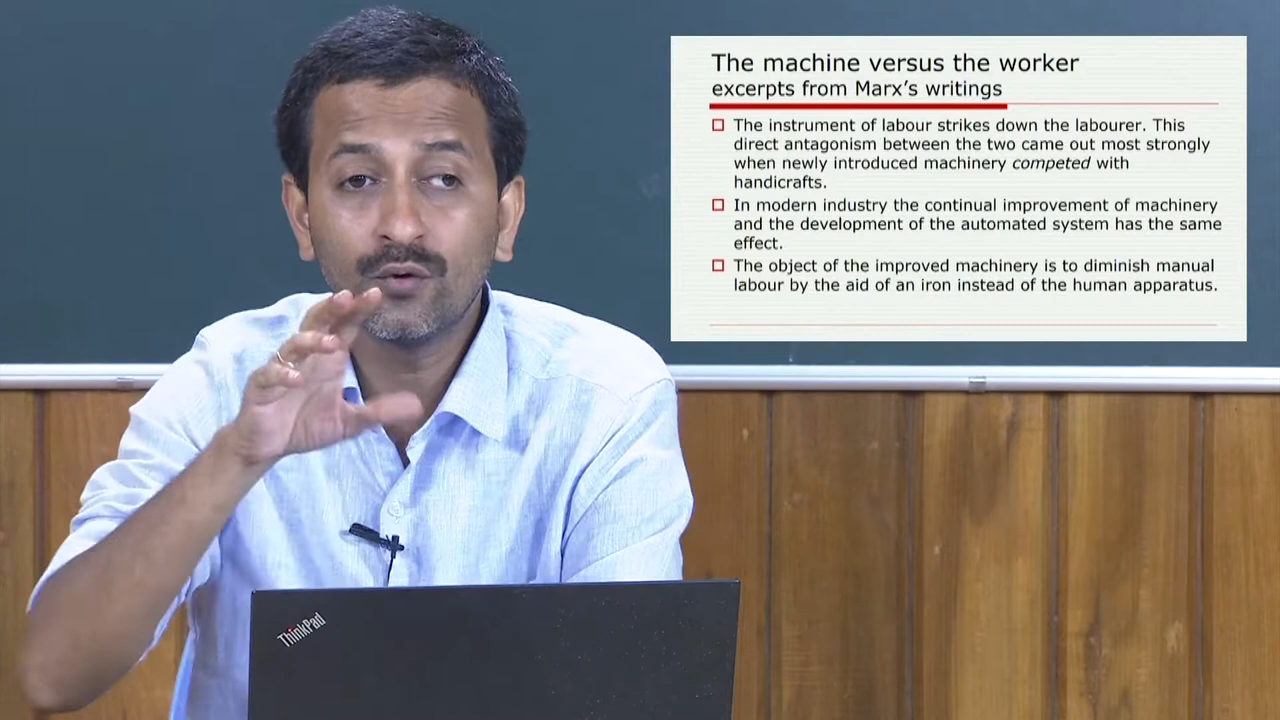 The machine versus the worker
excerpts from Marx's writings
The instrument of labour strikes down the labourer. This
direct antagonism between the two came out most strongly
when newly introduced machinery competed with
handicrafts.
In modern industry the continual improvement of machinery
and the development of the automated system has the same
effect.
The object of the improved machinery is to diminish manual
labour by the aid of an iron instead of the human apparatus.
ThinkPad